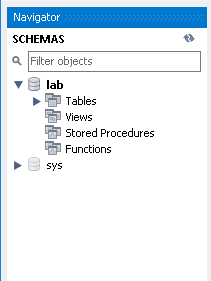 Navigator
SCHEMAS
Filter objects
lab
Tables
Views
Stored Procedures
Functions
sys